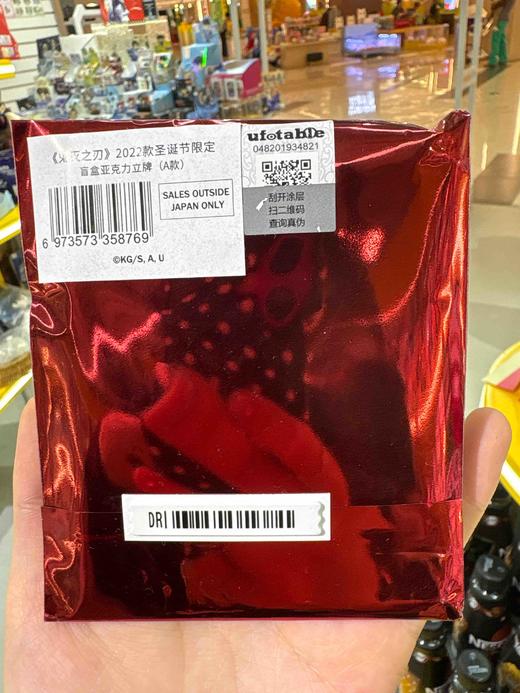 《鬼灭之刃》2022款圣诞节限定
盲盒亚克力立牌（A款）
SALES OUTSIDE
JAPAN ONLY
6 973573 358769
©KG/S, A, U
ufotable
048201934821
刮开涂层
扫二维码
查询真伪
DRI